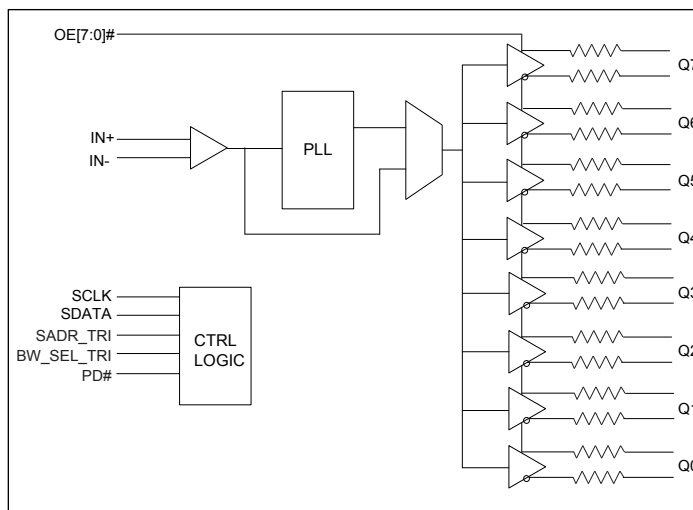 OE[7:0]#
Q7
Q6
IN+
IN-
PLL
Q5
Q4
SCLK
SDATA
SADR_TRI
BW_SEL_TRI
PD#
CTRL
LOGIC
Q3
Q2
Q1
Q0